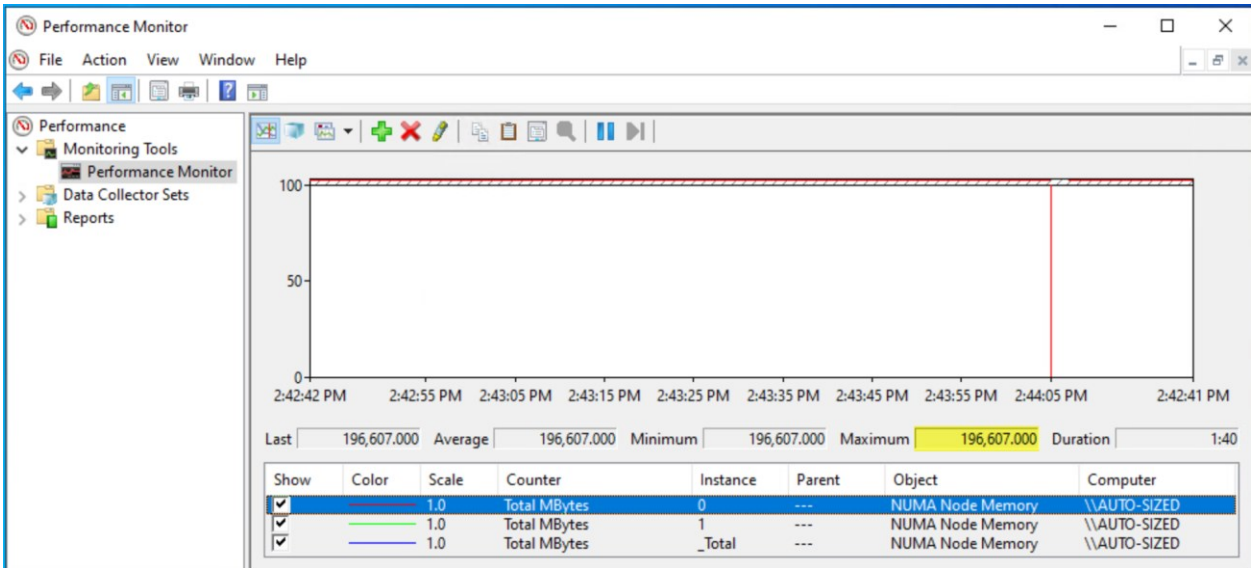 Performance Monitor
File Action View Window Help
Performance
Monitoring Tools
Performance Monitor
Data Collector Sets
Reports
100
50
0
2:42:42 PM 2:42:55 PM 2:43:05 PM 2:43:15 PM 2:43:25 PM 2:43:35 PM 2:43:45 PM 2:43:55 PM 2:44:05 PM 2:42:41 PM
Last 196,607.000 Average 196,607.000 Minimum 196,607.000 Maximum 196,607.000 Duration 1:40
Show Color Scale Counter Instance Parent Object Computer
1.0 Total MBytes 0 --- NUMA Node Memory \\AUTO-SIZED
1.0 Total MBytes 1 --- NUMA Node Memory \\AUTO-SIZED
1.0 Total MBytes _Total --- NUMA Node Memory \\AUTO-SIZED